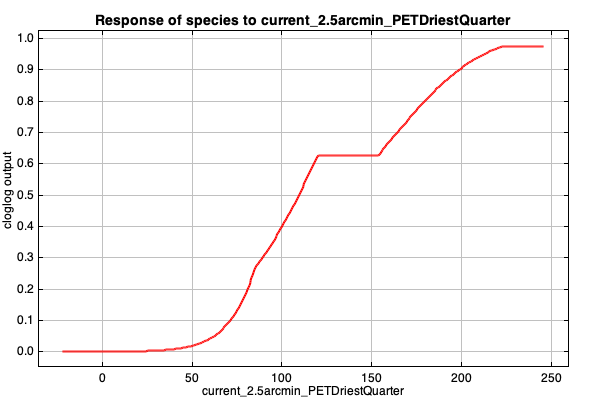 Response of species to current_2.5arcmin_PETDriestQuarter
1.0
0.9
0.8
0.7
0.6
0.5
0.4
0.3
0.2
0.1
0.0
cloglog output
0 50 100 150 200 250
current_2.5arcmin_PETDriestQuarter